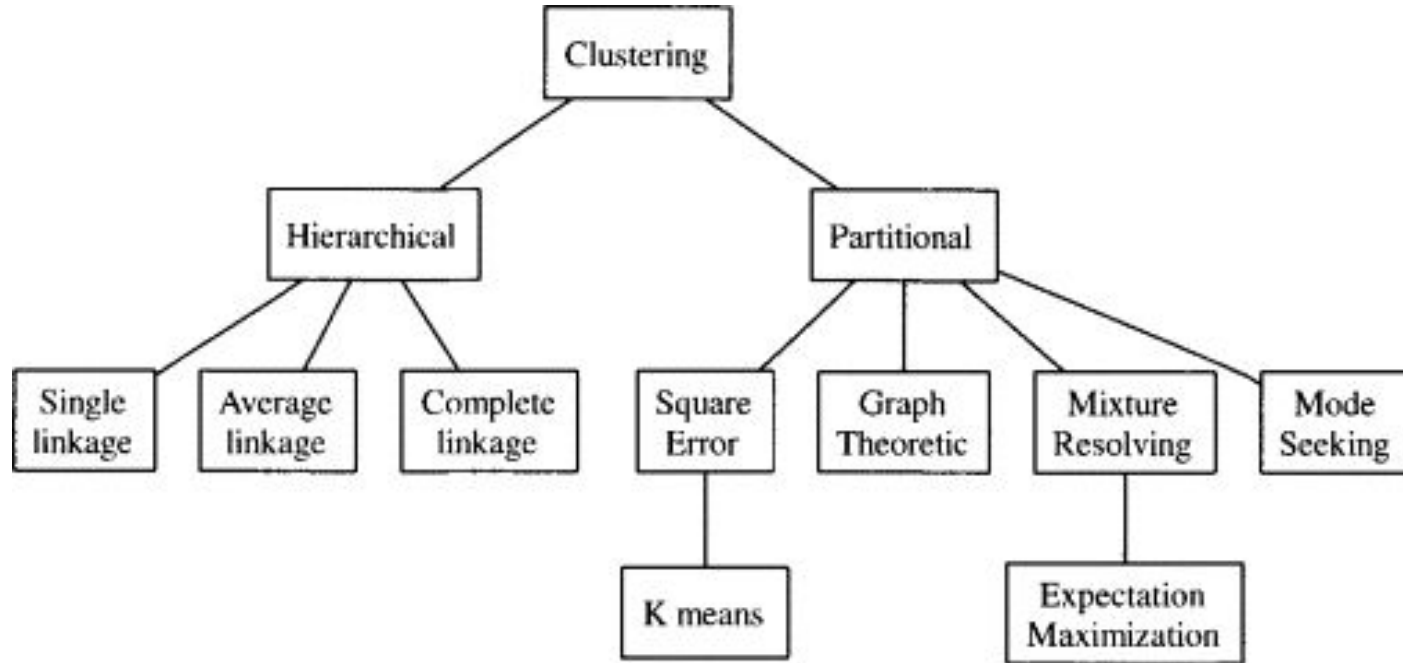 Clustering
Hierarchical
Partitional
Single
linkage
Average
linkage
Complete
linkage
Square
Error
Graph
Theoretic
Mixture
Resolving
Mode
Seeking
K means
Expectation
Maximization